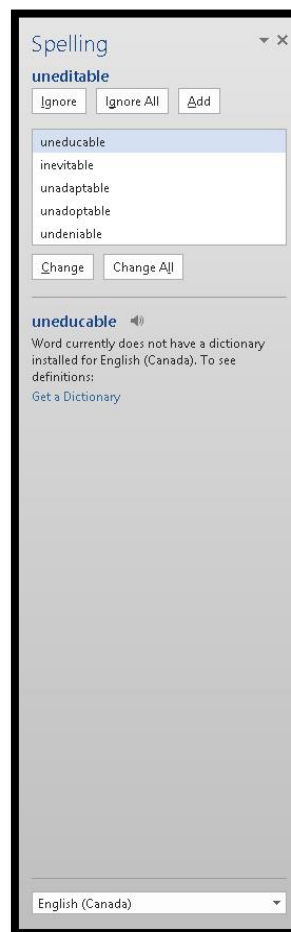 Spelling
uneditable
Ignore Ignore All Add
uneducable
inevitable
unadaptable
unadoptable
undeniable
Change Change All
uneducable
Word currently does not have a dictionary
installed for English (Canada). To see
definitions:
Get a Dictionary
English (Canada)